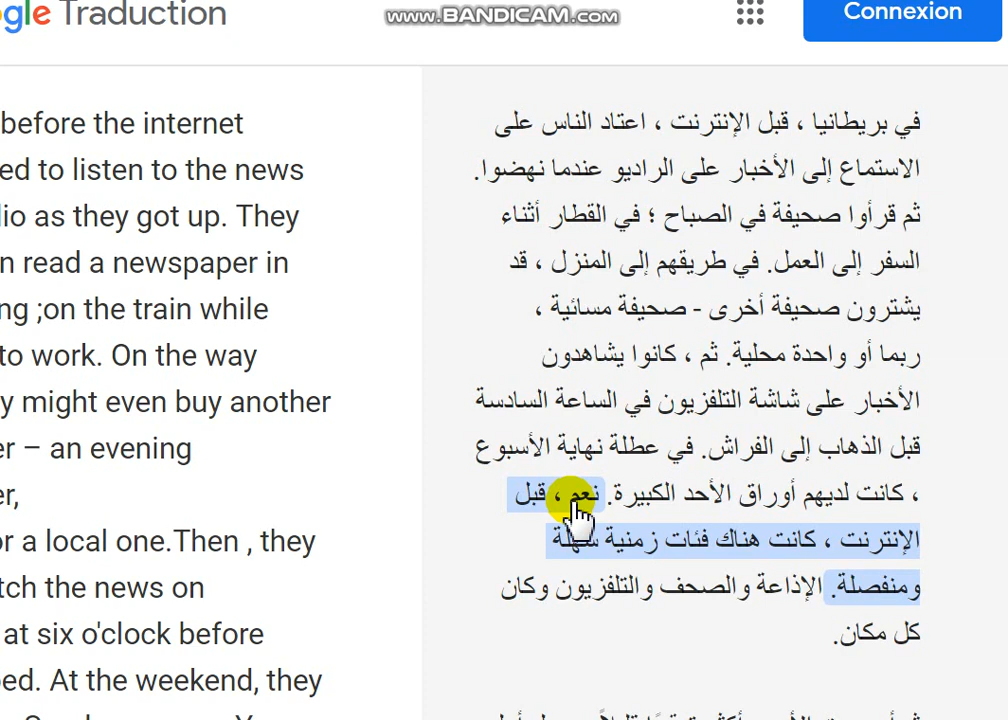 gle Traduction
www.BANDICAM.com
Connexion
before the internet
ed to listen to the news
dio as they got up. They
n read a newspaper in
ng ;on the train while
to work. On the way
y might even buy another
er – an evening
er,
or a local one.Then , they
tch the news on
at six o'clock before
bed. At the weekend, they
في بريطانيا ، قبل الإنترنت ، اعتاد الناس على
الاستماع إلى الأخبار على الراديو عندما نهضوا.
ثم قرأوا صحيفة في الصباح ؛ في القطار أثناء
السفر إلى العمل. في طريقهم إلى المنزل ، قد
يشترون صحيفة أخرى - صحيفة مسائية ،
ربما أو واحدة محلية. ثم ، كانوا يشاهدون
الأخبار على شاشة التلفزيون في الساعة السادسة
قبل الذهاب إلى الفراش. في عطلة نهاية الأسبوع
، كانت لديهم أوراق الأحد الكبيرة. نعم ، قبل
الإنترنت ، كانت هناك فئات زمنية سهلة
ومنفصلة. الإذاعة والصحف والتلفزيون وكان
كل مكان.